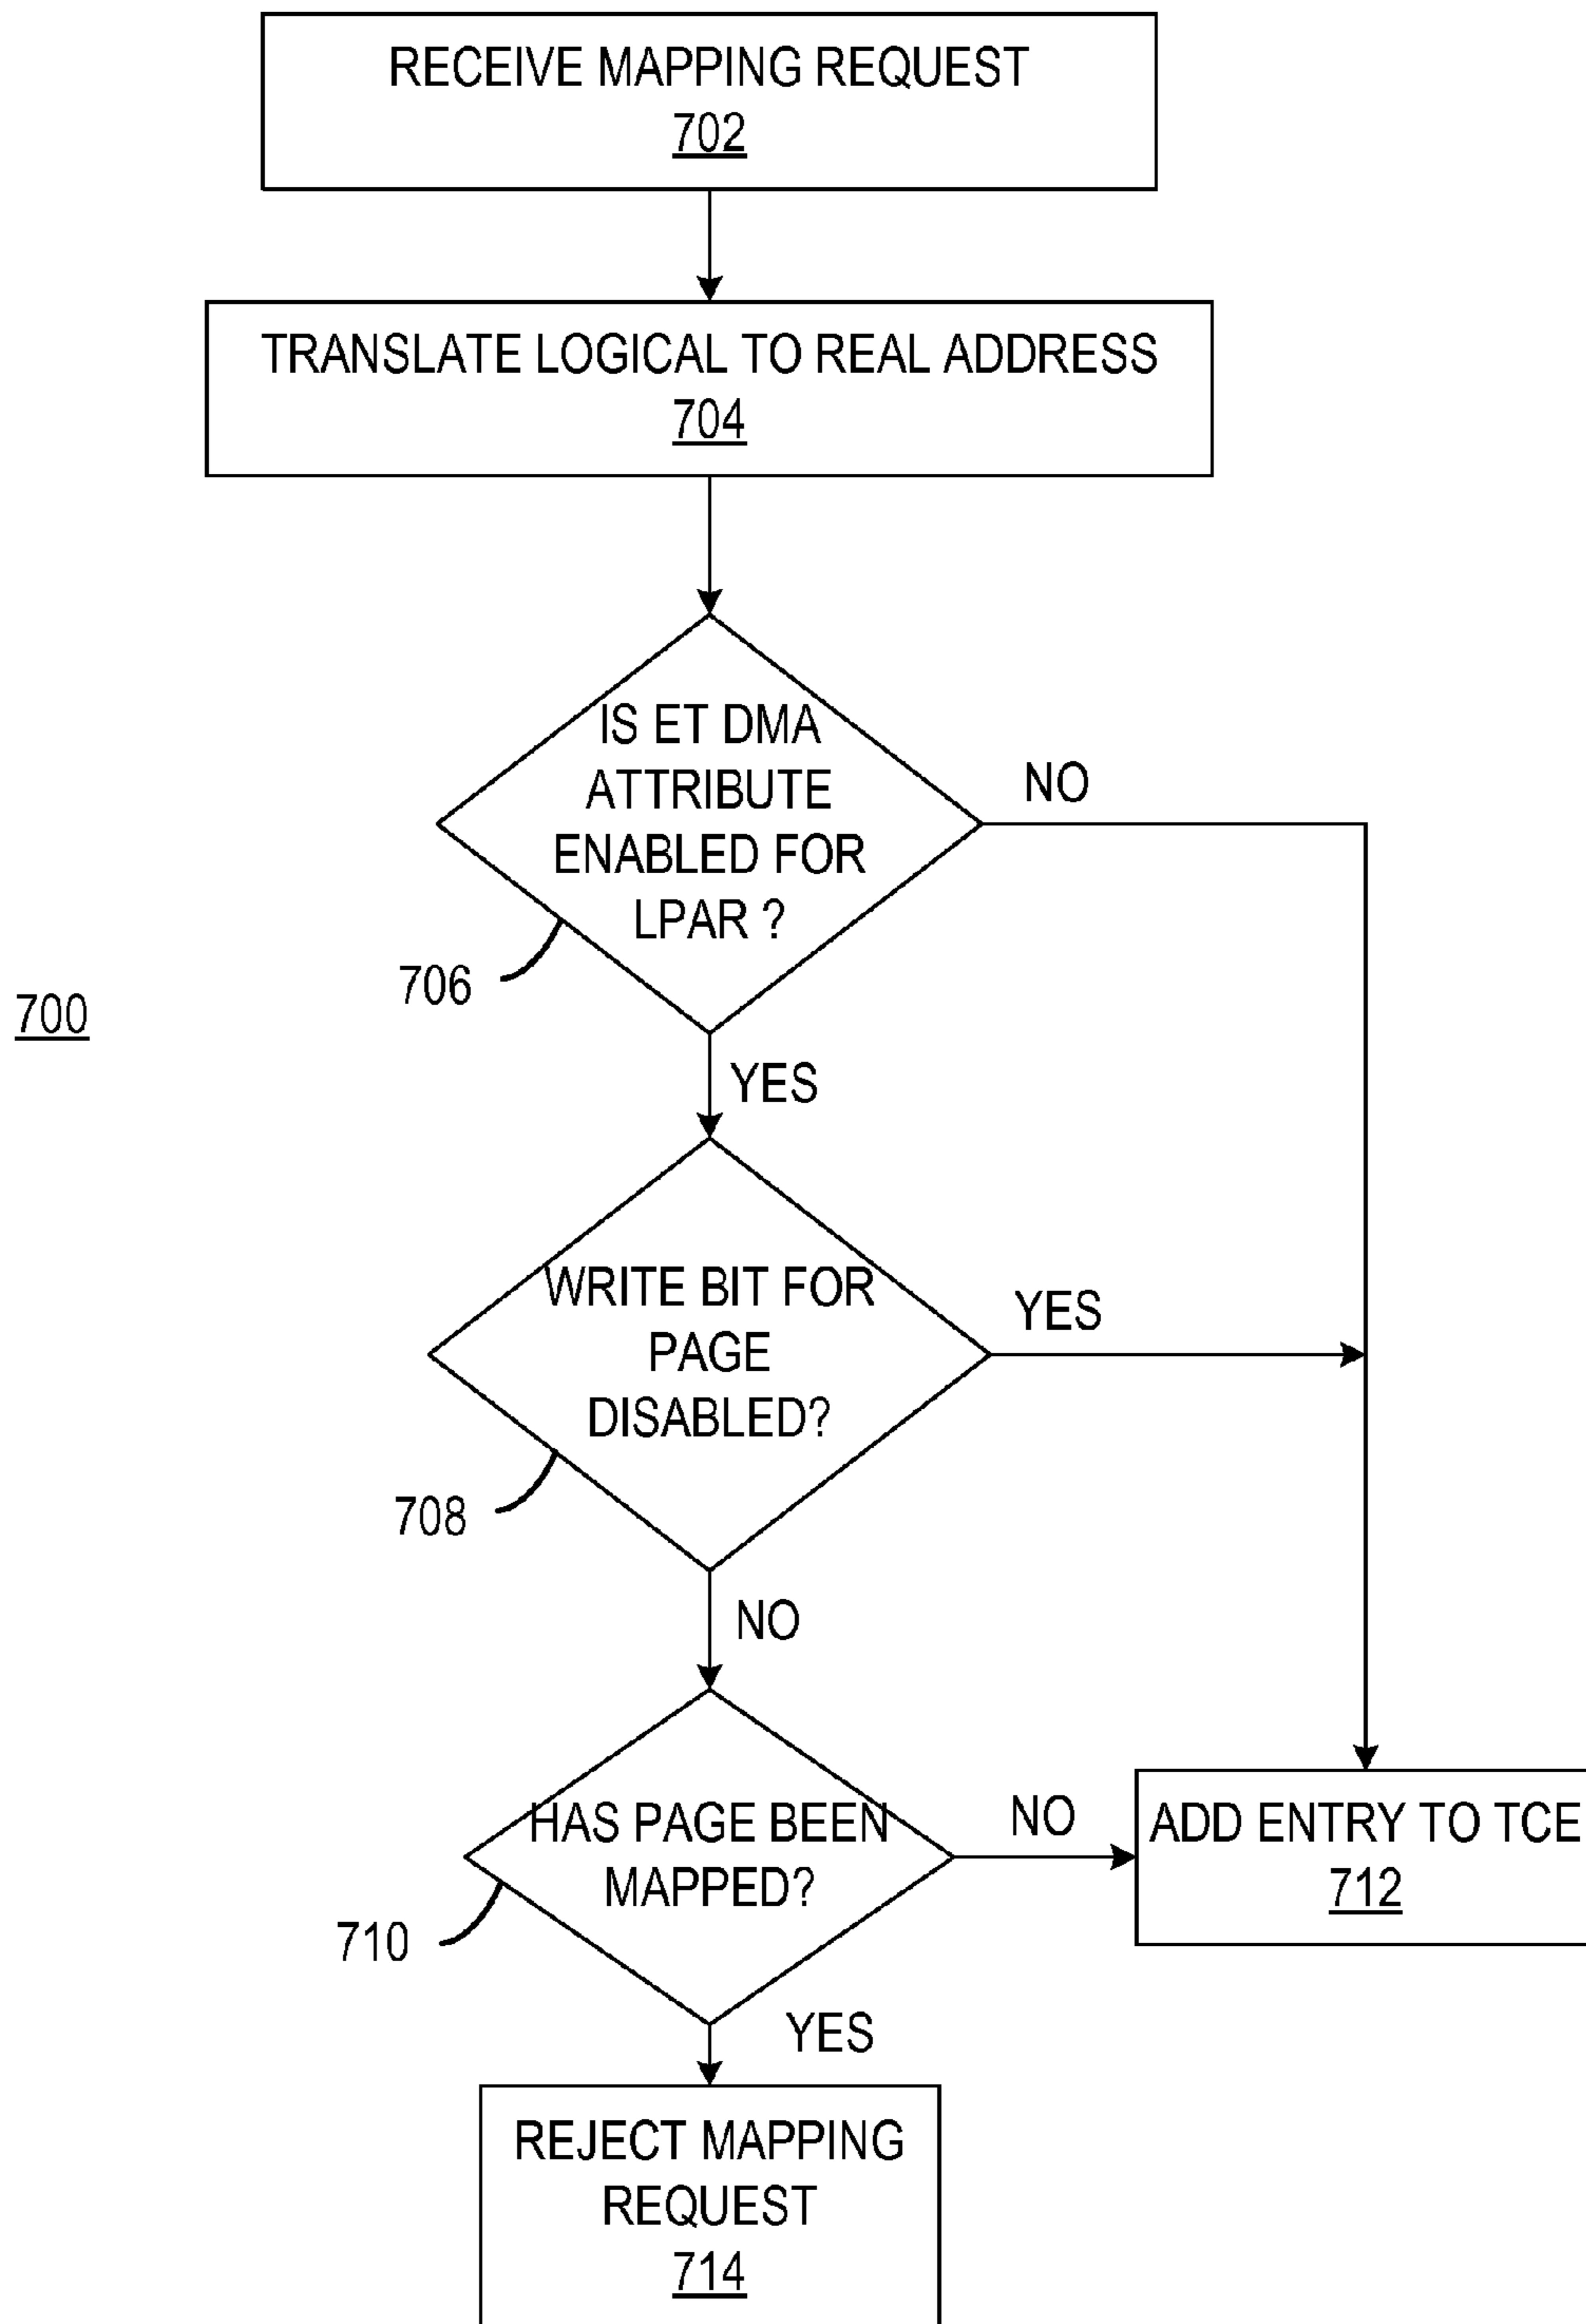 RECEIVE MAPPING REQUEST
702
TRANSLATE LOGICAL TO REAL ADDRESS
704
IS ET DMA
ATTRIBUTE
ENABLED FOR
LPAR ?
NO
706
700
YES
WRITE BIT FOR
PAGE
DISABLED?
YES
708
NO
HAS PAGE BEEN
MAPPED?
NO
710
ADD ENTRY TO TCE
712
YES
REJECT MAPPING
REQUEST
714